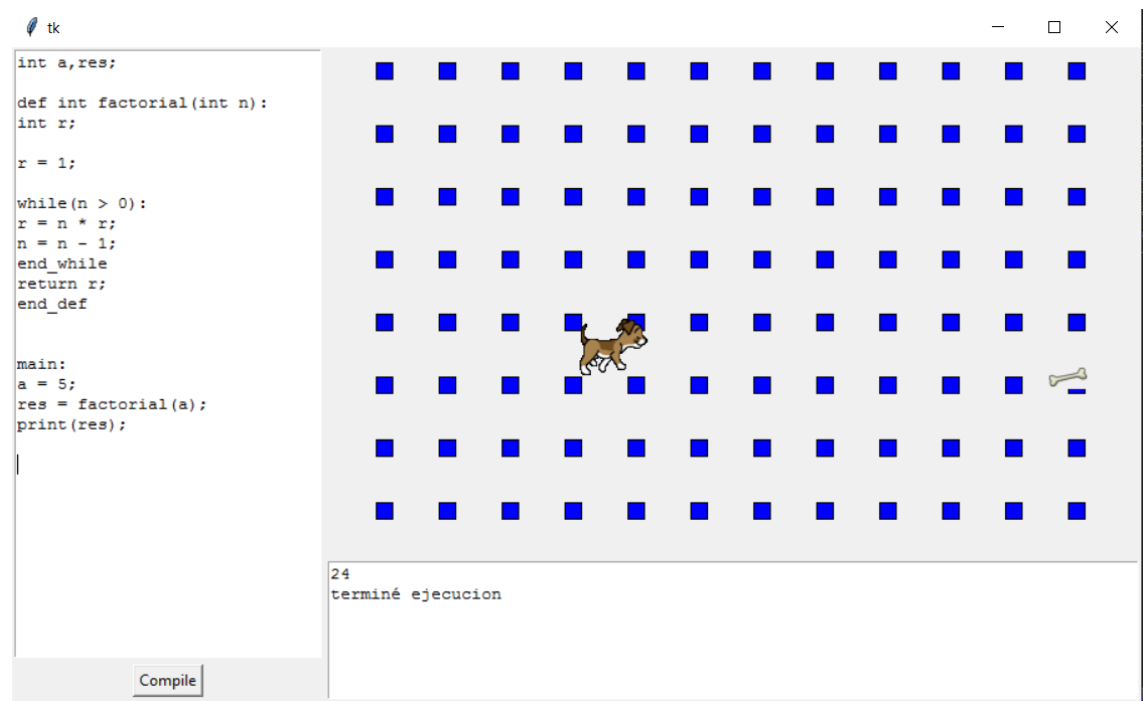 tk
int a,res;
def int factorial(int n):
int r;
r = 1;
while(n > 0):
r = n * r;
n = n - 1;
end_while
return r;
end_def
main:
a = 5;
res = factorial(a);
print(res);
Compile
24
terminé ejecucion